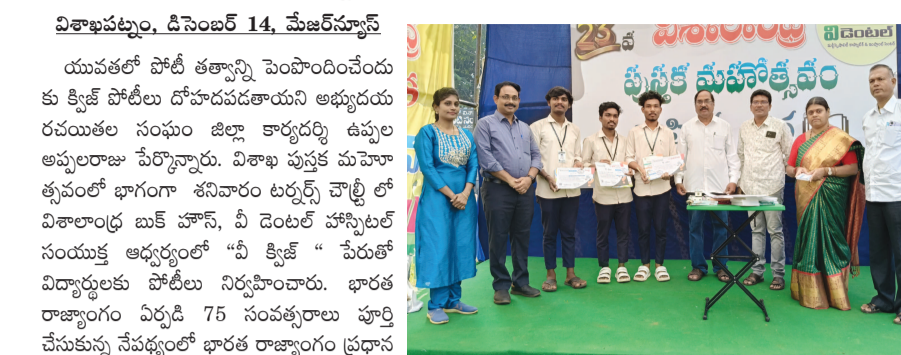 విశాఖపట్నం, డిసెంబర్ 14, మేజర్‌న్యూస్
యువతలో పోటీ తత్వాన్ని పెంపొందించేందు
కు క్విజ్ పోటీలు దోహదపడతాయని అభ్యుదయ
రచయితల సంఘం జిల్లా కార్యదర్శి ఉప్పల
అప్పలరాజు పేర్కొన్నారు. విశాఖ పుస్తక మహో
త్సవంలో భాగంగా శనివారం టర్నర్స్ చౌల్ట్రీ లో
విశాలాంధ్ర బుక్ హౌస్, వీ డెంటల్ హాస్పిటల్
సంయుక్త ఆధ్వర్యంలో “వీ క్విజ్ “ పేరుతో
విద్యార్థులకు పోటీలు నిర్వహించారు. భారత
రాజ్యాంగం ఏర్పడి 75 సంవత్సరాలు పూర్తి
చేసుకున్న నేపథ్యంలో భారత రాజ్యాంగం ప్రధాన
23వ విశాలాంధ్ర
పుస్తక మహోత్సవం
విడెంటల్